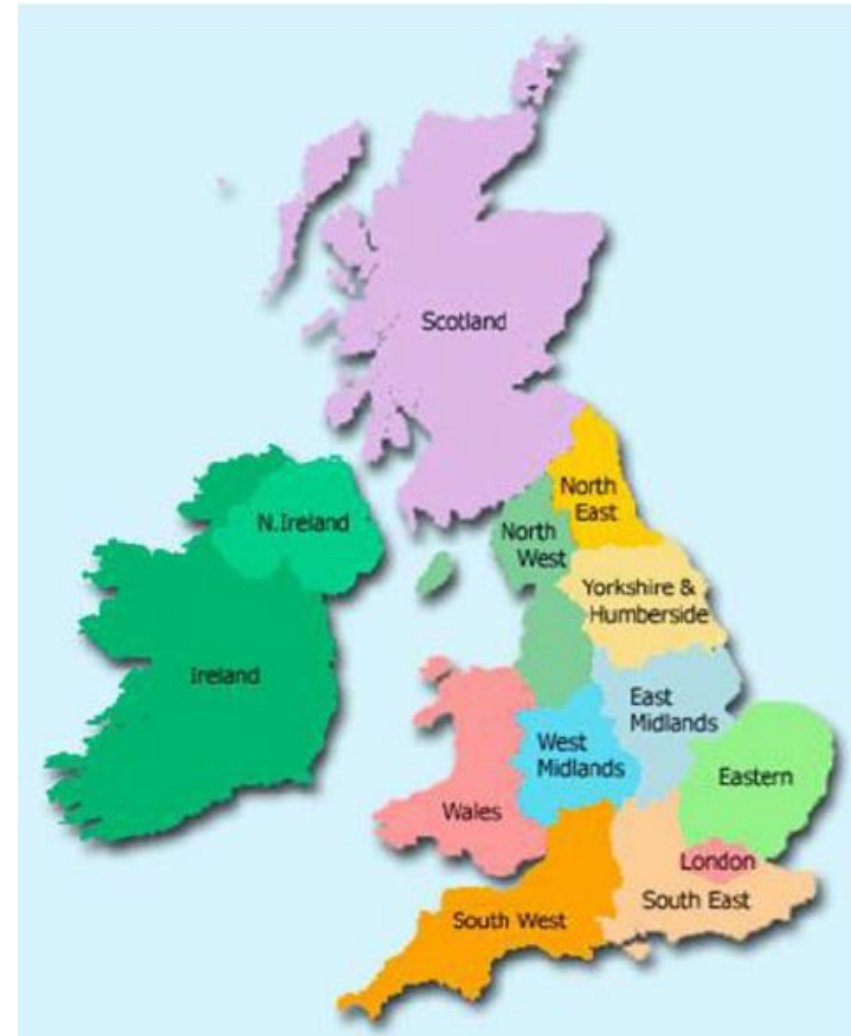 Scotland
North
East
N.Ireland
North
West
Yorkshire &
Humberside
Ireland
East
Midlands
West
Midlands
Eastern
Wales
London
South East
South West